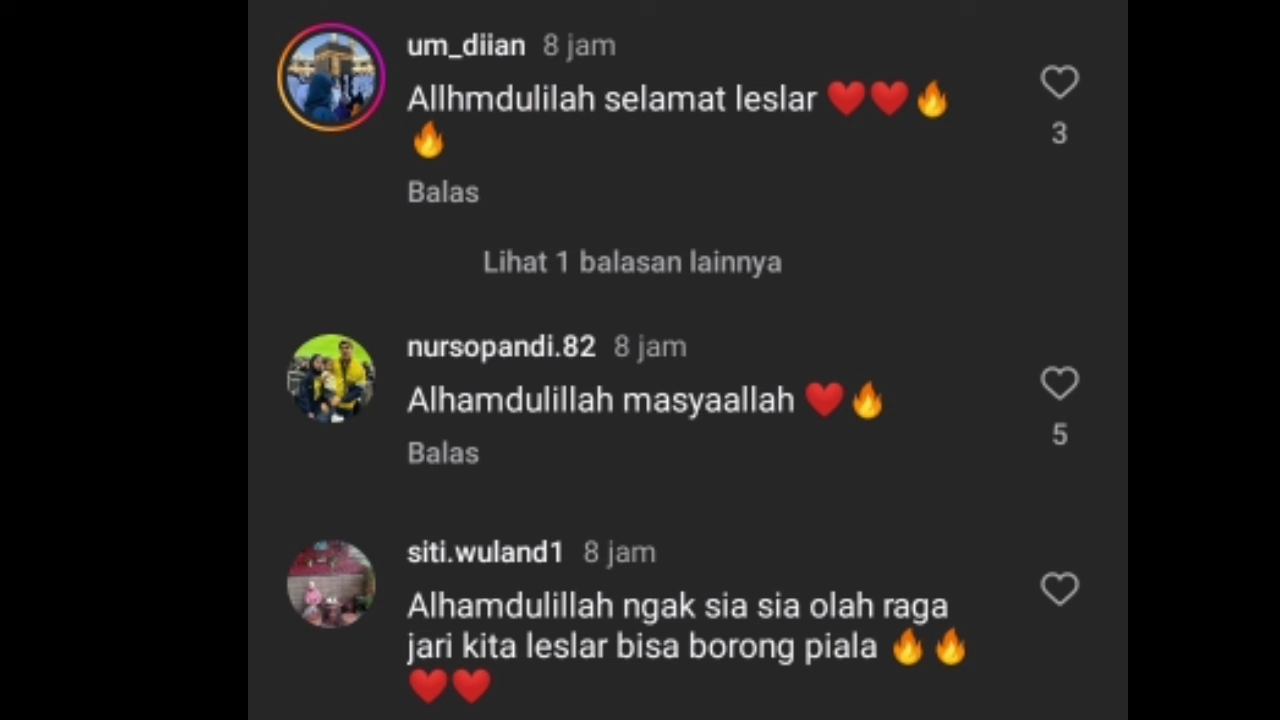 um_diian 8 jam
Allhmdulilah selamat leslar ❤️❤️🔥
🔥
3
Balas
Lihat 1 balasan lainnya
nursopandi.82 8 jam
Alhamdulillah masyaallah ❤️🔥
5
Balas
siti.wuland1 8 jam
Alhamdulillah ngak sia sia olah raga
jari kita leslar bisa borong piala 🔥🔥
❤️❤️